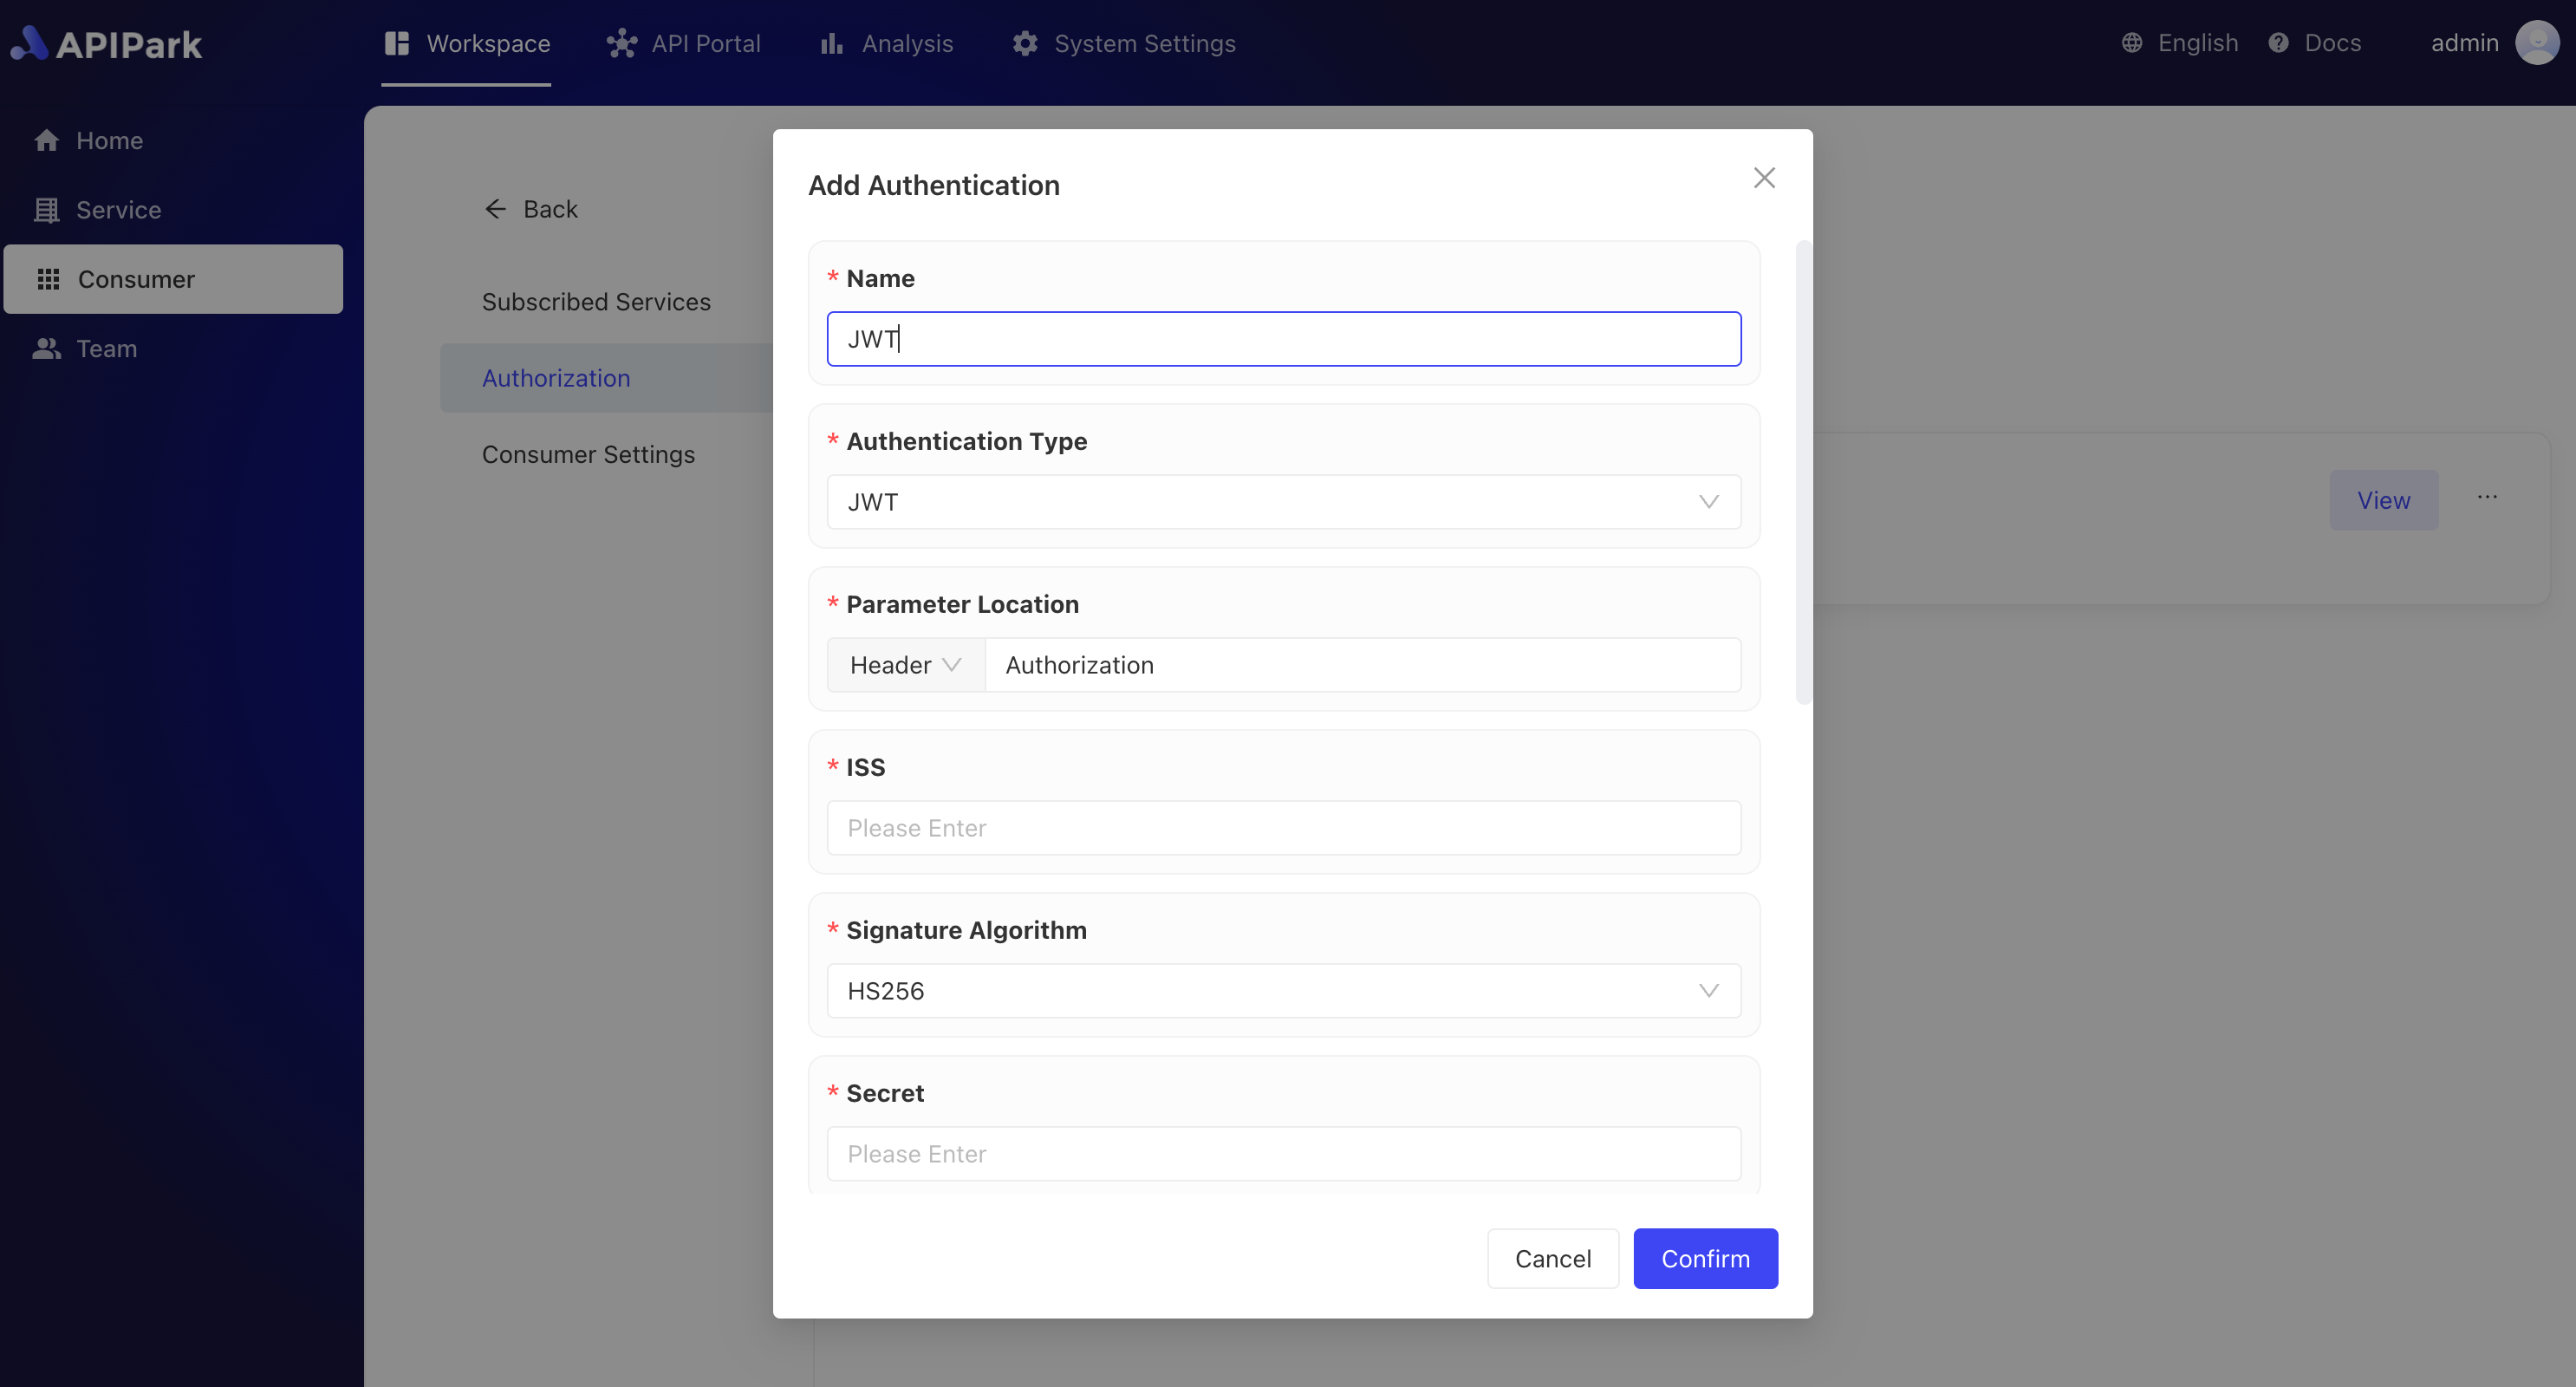 APIPark
Workspace
API Portal
Analysis
System Settings
English
Docs
admin
Home
Service
Consumer
Team
Back
Subscribed Services
Authorization
Consumer Settings
View
...
Add Authentication
* Name
JWT
* Authentication Type
JWT
* Parameter Location
Header
Authorization
* ISS
Please Enter
* Signature Algorithm
HS256
* Secret
Please Enter
Cancel
Confirm